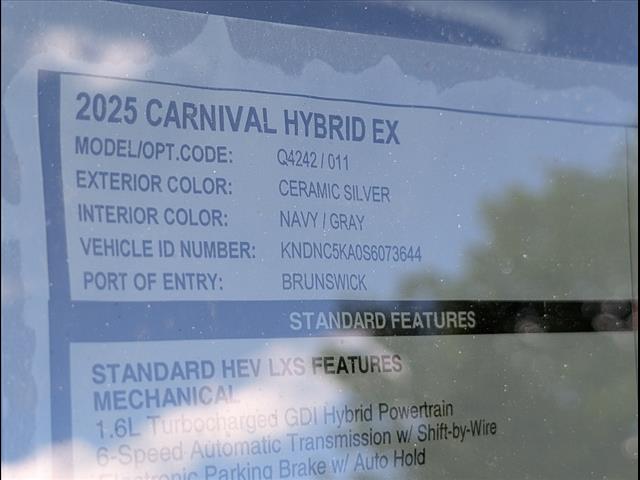 2025 CARNIVAL HYBRID EX
MODEL/OPT.CODE: Q4242 / 011
EXTERIOR COLOR: CERAMIC SILVER
INTERIOR COLOR: NAVY / GRAY
VEHICLE ID NUMBER: KNDNC5KA0S6073644
PORT OF ENTRY: BRUNSWICK
STANDARD FEATURES
STANDARD HEV LXS FEATURES
MECHANICAL
1.6L Turbocharged GDI Hybrid Powertrain
6-Speed Automatic Transmission w/ Shift-by-Wire
Electronic Parking Brake w/ Auto Hold